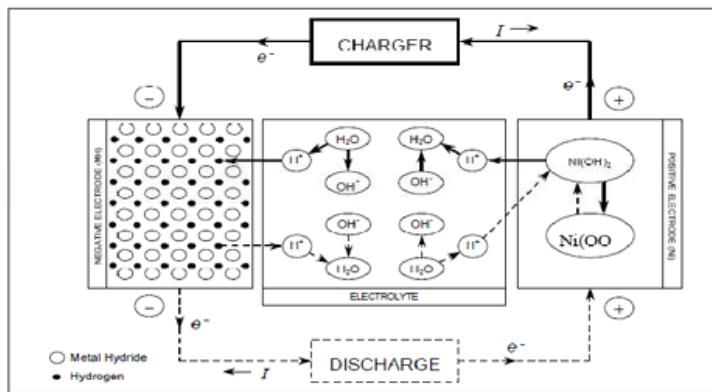 I →
CHARGER
e⁻
e⁻
−
+
NEGATIVE ELECTRODE (MH)
H₂O
H₂O
Ni(OH)₂
H⁺
H⁺
OH⁻
OH⁻
OH⁻
OH⁻
Ni(OO
H⁺
H⁺
H₂O
H₂O
POSITIVE ELECTRODE (Ni)
ELECTROLYTE
−
+
e⁻
Metal Hydride
Hydrogen
← I
DISCHARGE
e⁻